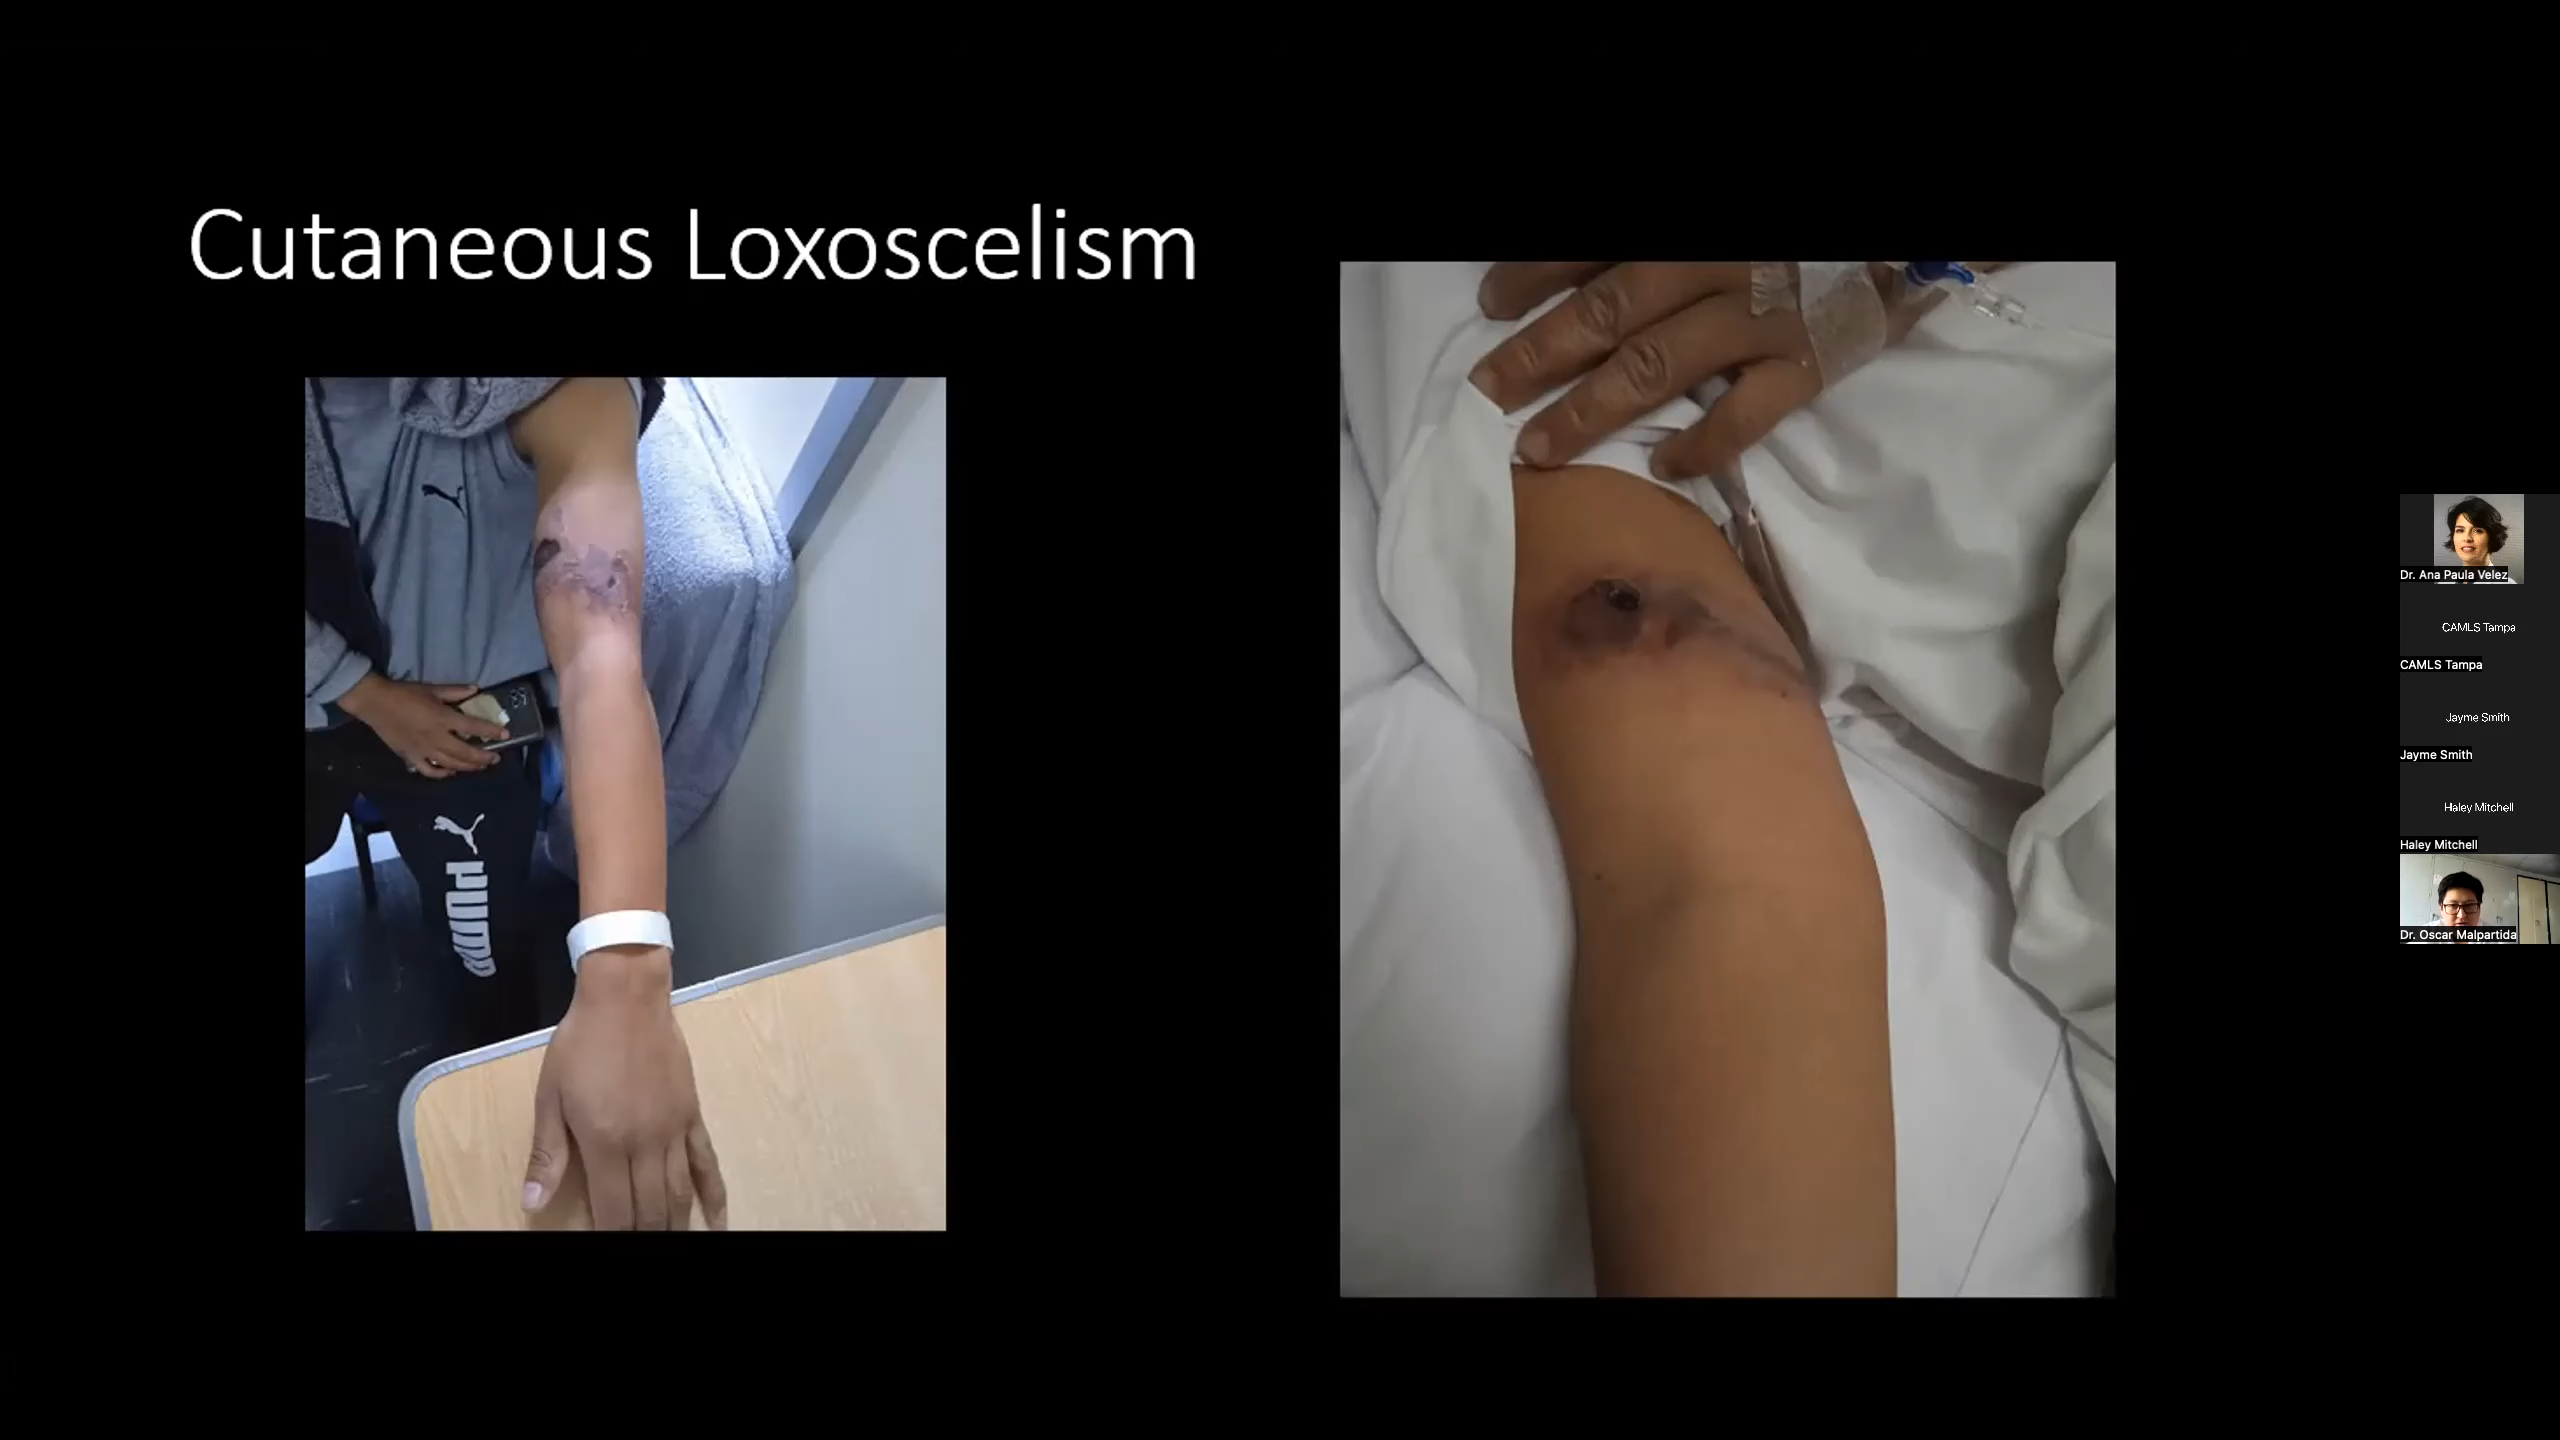 Cutaneous Loxoscelism
PUMA
Dr. Ana Paula Velez
CAMLS Tampa
CAMLS Tampa
Jayme Smith
Jayme Smith
Haley Mitchell
Haley Mitchell
Dr. Oscar Malpartida